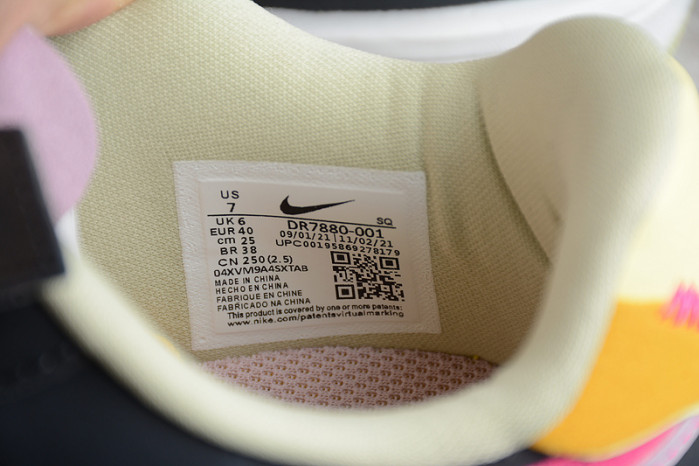 US
7
UK 6
EUR 40
cm 25
BR 38
CN 250 (2.5)
04XVM9A4SXTAB
SQ
DR7880-001
09/01/21 11/02/21
UPC00195869278179
MADE IN CHINA
HECHO EN CHINA
FABRIQUE EN CHINE
FABRICADO NA CHINA
This product is covered by one or more patents:
www.nike.com/patentsvirtualmarking